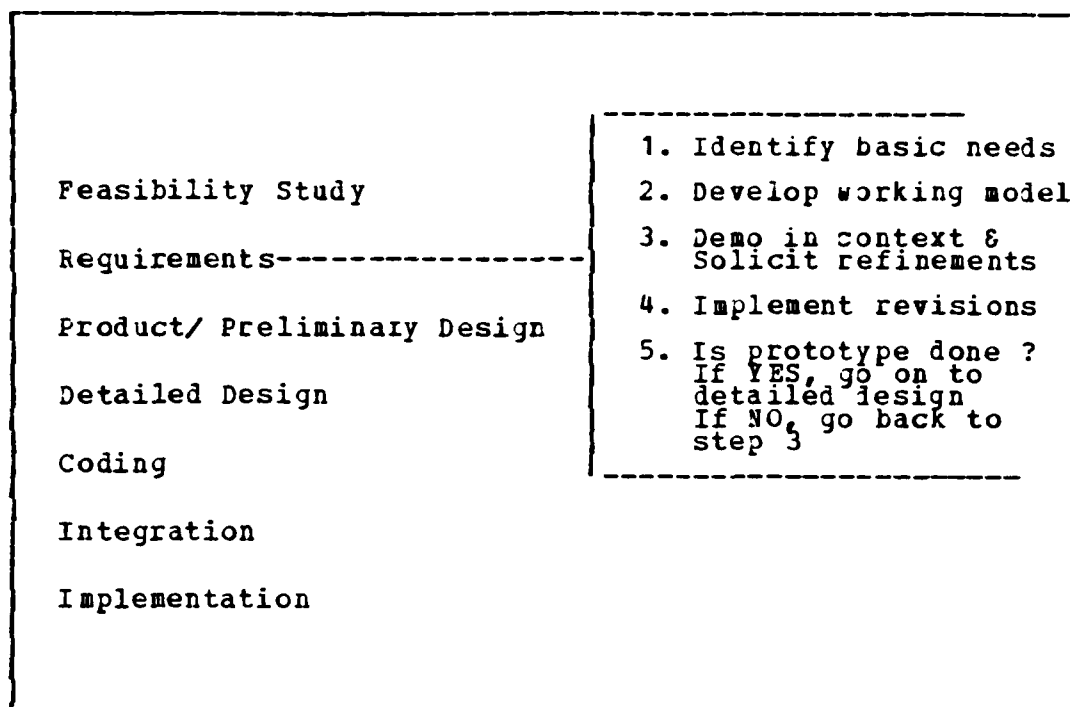 Feasibility Study
Requirements-----------------
Product/ Preliminary Design
Detailed Design
Coding
Integration
Implementation
1. Identify basic needs
2. Develop working model
3. Demo in context &
Solicit refinements
4. Implement revisions
5. Is prototype done ?
If YES, go on to
detailed design
If NO, go back to
step 3